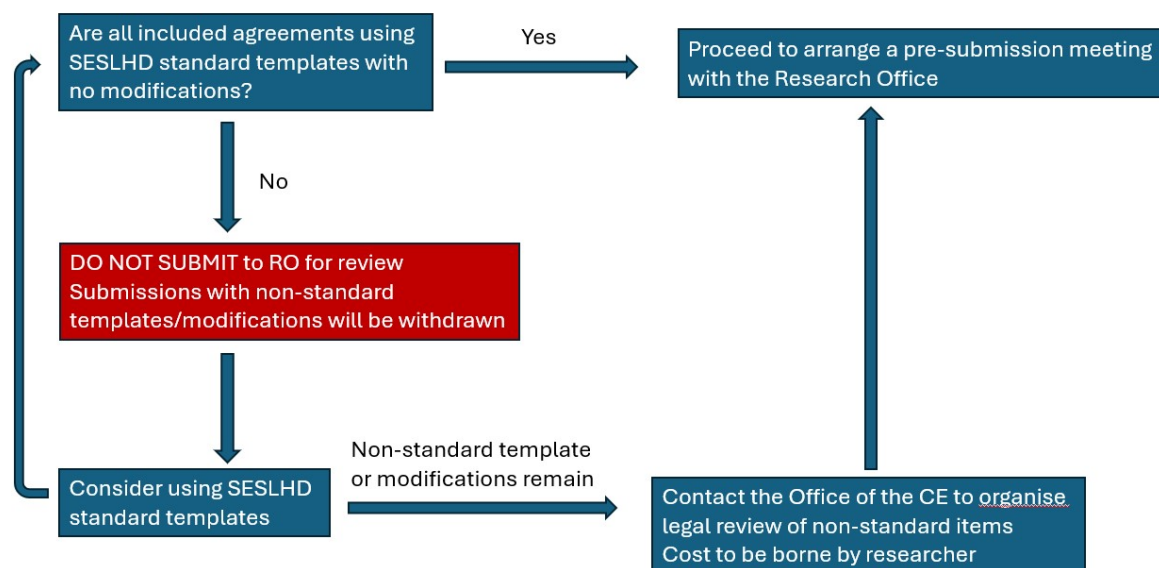 Are all included agreements using
SESLHD standard templates with
no modifications?
Yes
Proceed to arrange a pre-submission meeting
with the Research Office
No
DO NOT SUBMIT to RO for review
Submissions with non-standard
templates/modifications will be withdrawn
Consider using SESLHD
standard templates
Non-standard template
or modifications remain
Contact the Office of the CE to organise
legal review of non-standard items
Cost to be borne by researcher